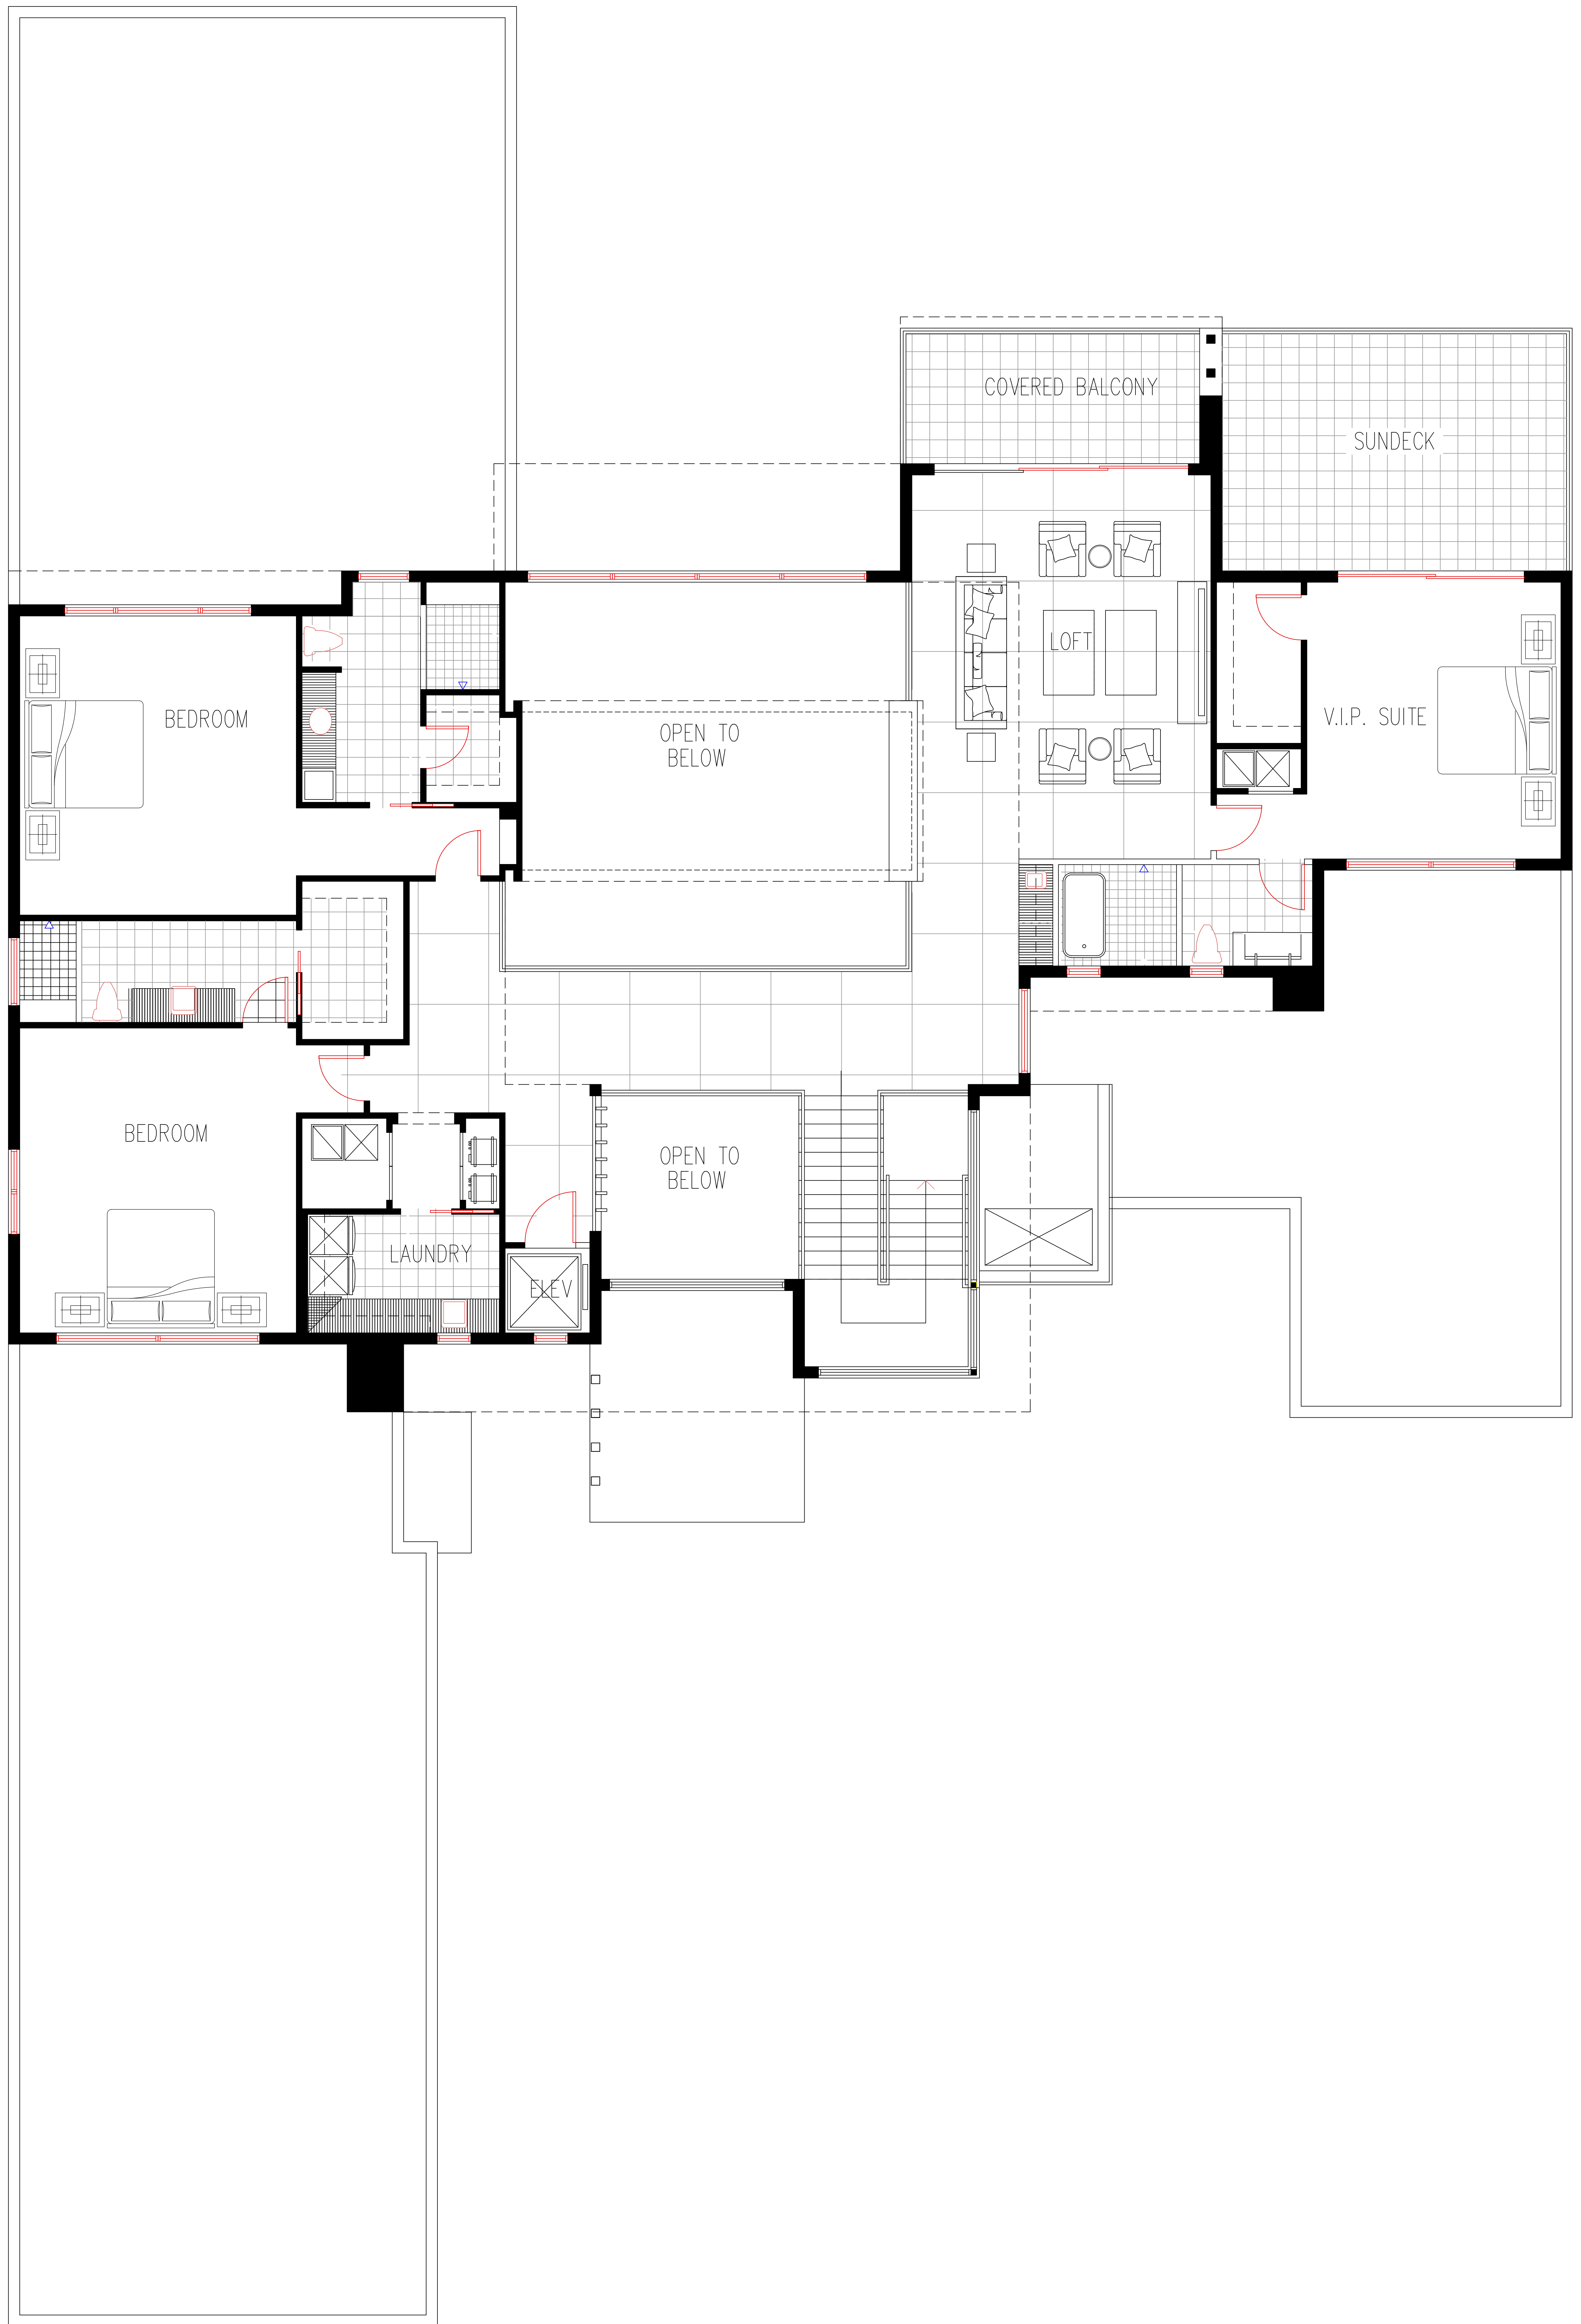 COVERED BALCONY
SUNDECK
LOFT
BEDROOM
V.I.P. SUITE
OPEN TO
BELOW
BEDROOM
OPEN TO
BELOW
LAUNDRY
ELEV